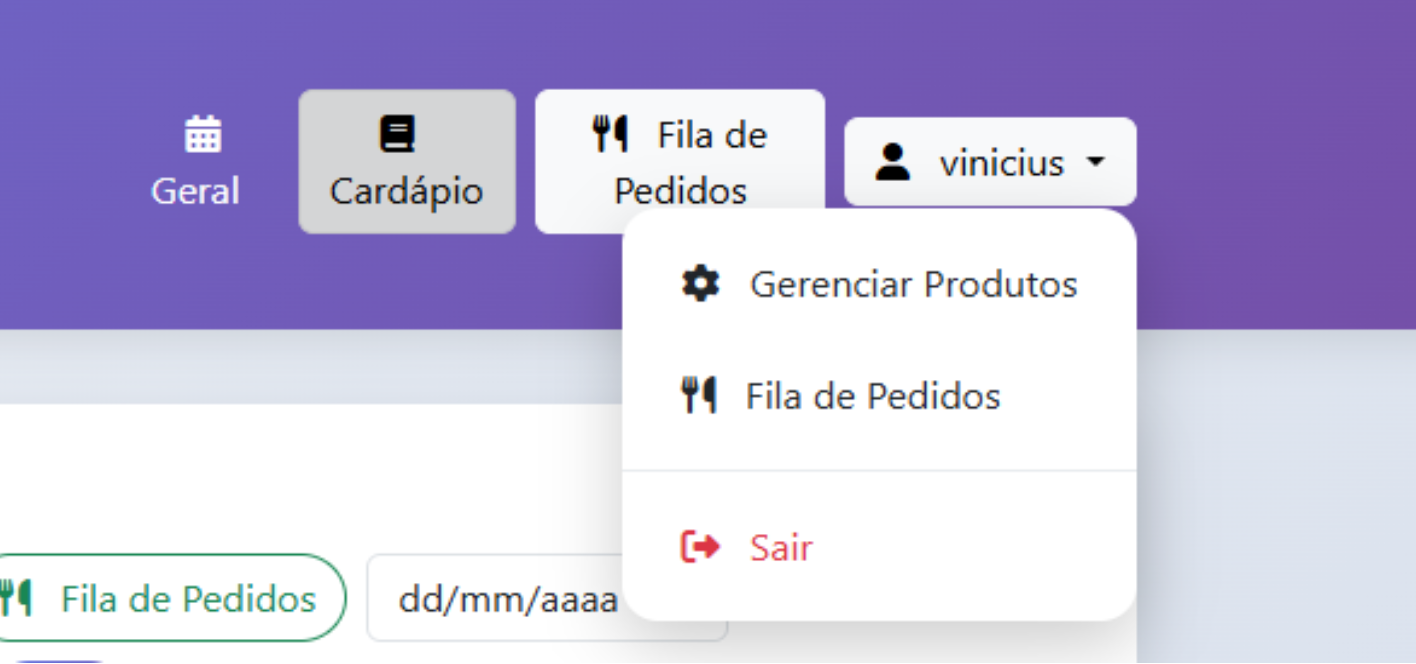 Geral
Cardápio
Fila de
Pedidos
vinicius
Gerenciar Produtos
Fila de Pedidos
Sair
Fila de Pedidos
dd/mm/aaaa